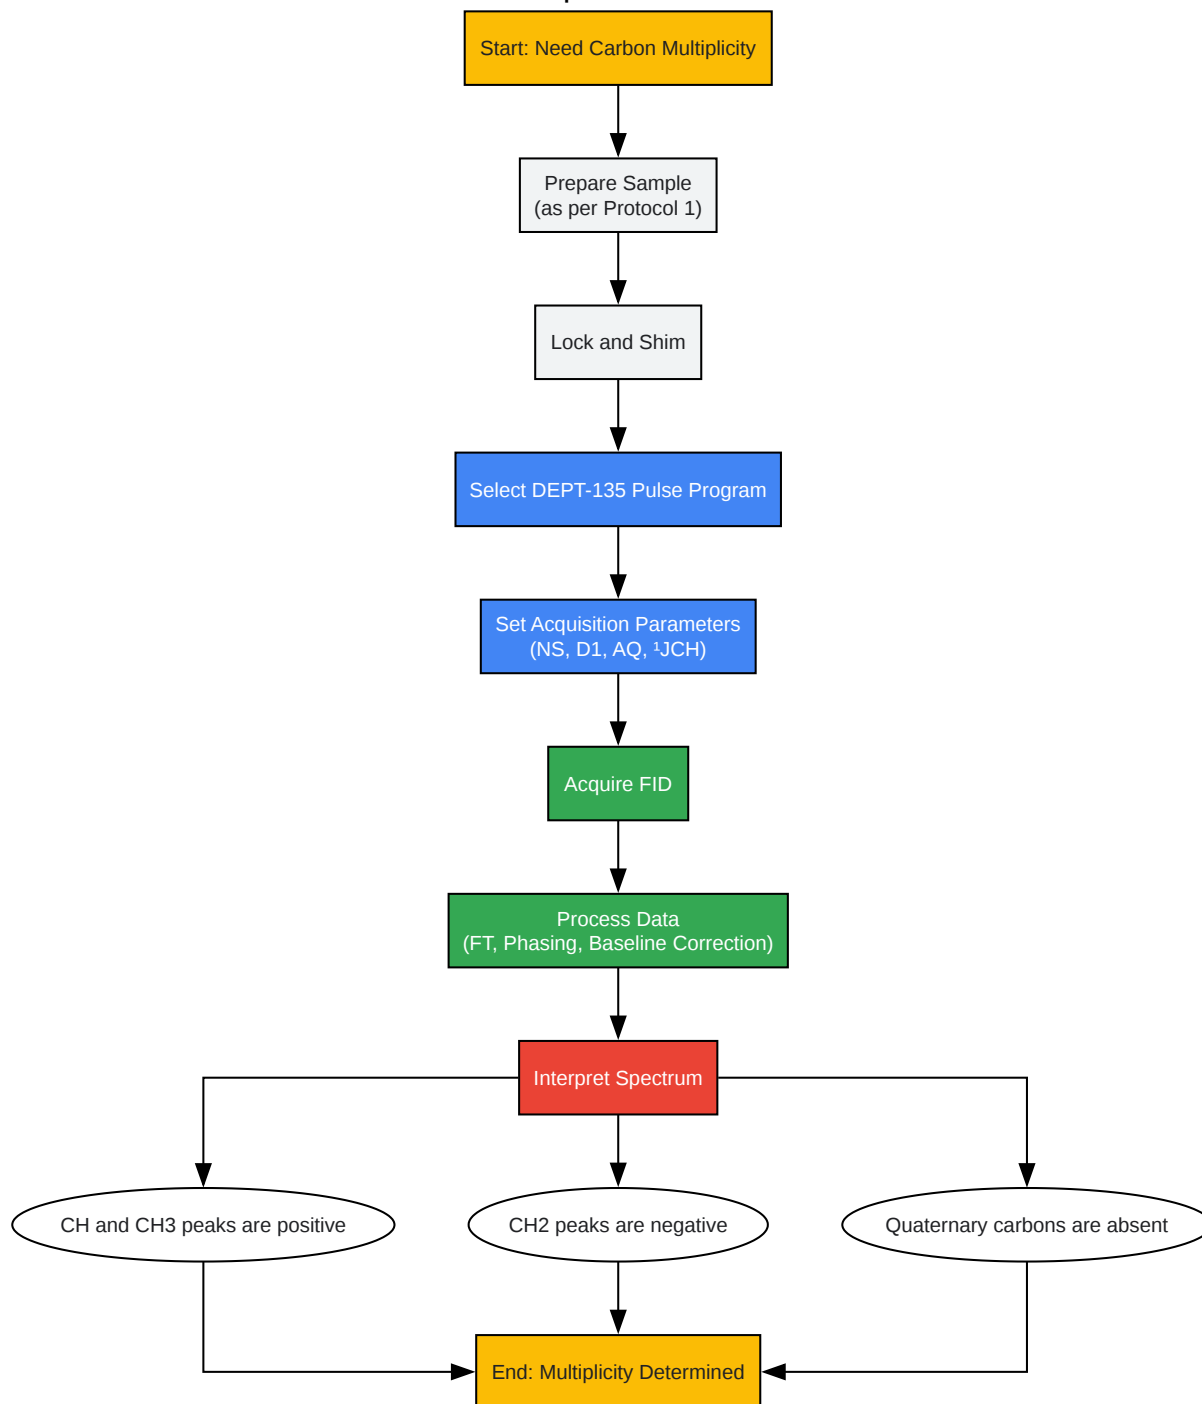 Start: Need Carbon Multiplicity
Prepare Sample
(as per Protocol 1)
Lock and Shim
Select DEPT-135 Pulse Program
Set Acquisition Parameters
(NS, D1, AQ, ¹JCH)
Acquire FID
Process Data
(FT, Phasing, Baseline Correction)
Interpret Spectrum
CH and CH3 peaks are positive
CH2 peaks are negative
Quaternary carbons are absent
End: Multiplicity Determined